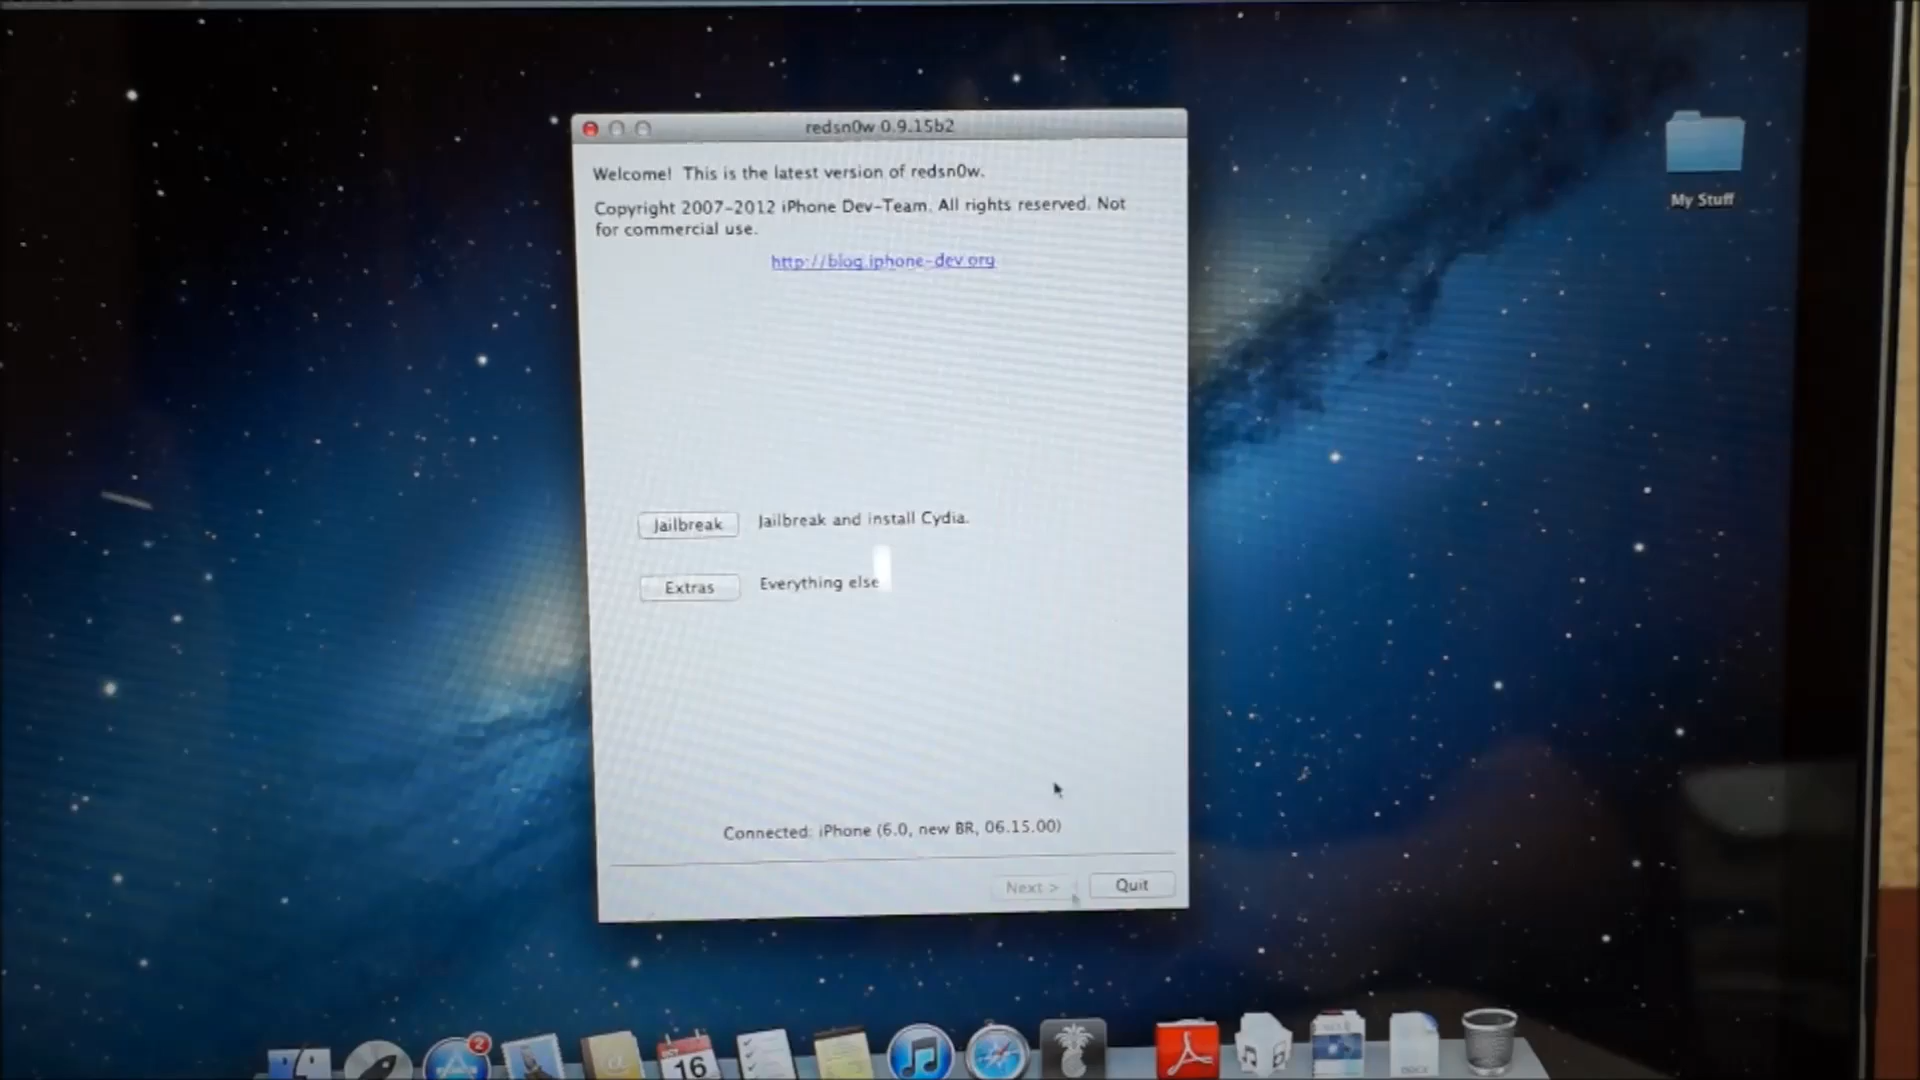 redsn0w 0.9.15b2
Welcome! This is the latest version of redsn0w.
Copyright 2007-2012 iPhone Dev-Team. All rights reserved. Not
for commercial use.
http://blog.iphone-dev.org
My Stuff
Jailbreak Jailbreak and install Cydia.
Extras Everything else
Connected: iPhone (6.0, new BR, 06.15.00)
Next > Quit
2
16